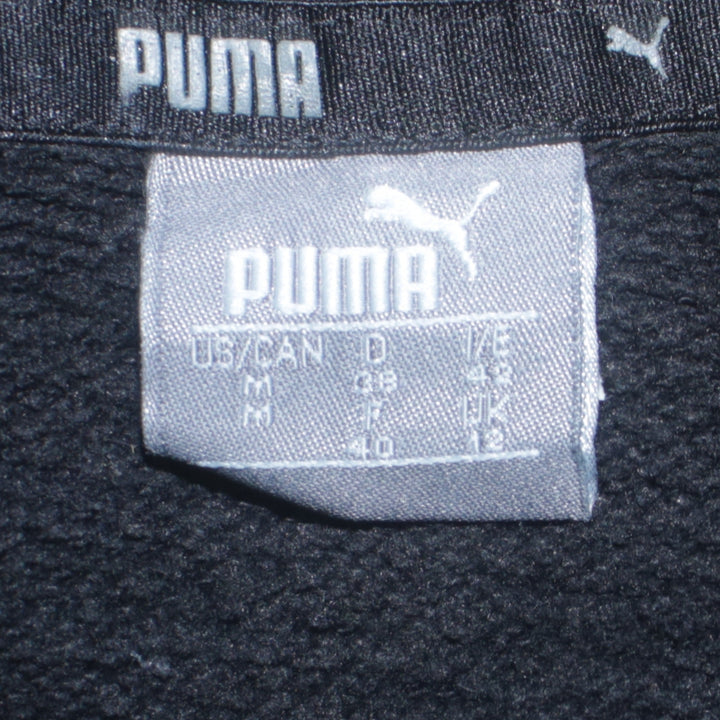 PUMA
PUMA
US/CAN D I/E
M 38 42
M F UK
40 12